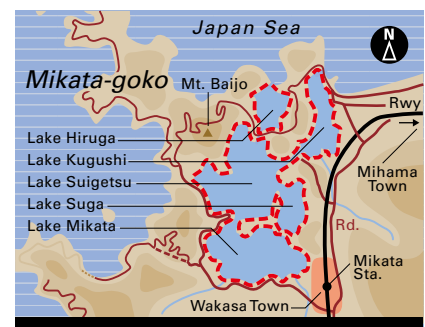 Japan Sea
N
Mikata-goko
Mt. Baijo
Rwy
Lake Hiruga
Lake Kugushi
Mihama
Town
Lake Suigetsu
Lake Suga
Lake Mikata
Rd.
Mikata
Sta.
Wakasa Town